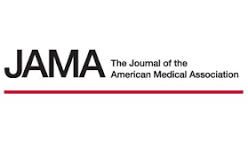 JAMA
The Journal of the
American Medical Association